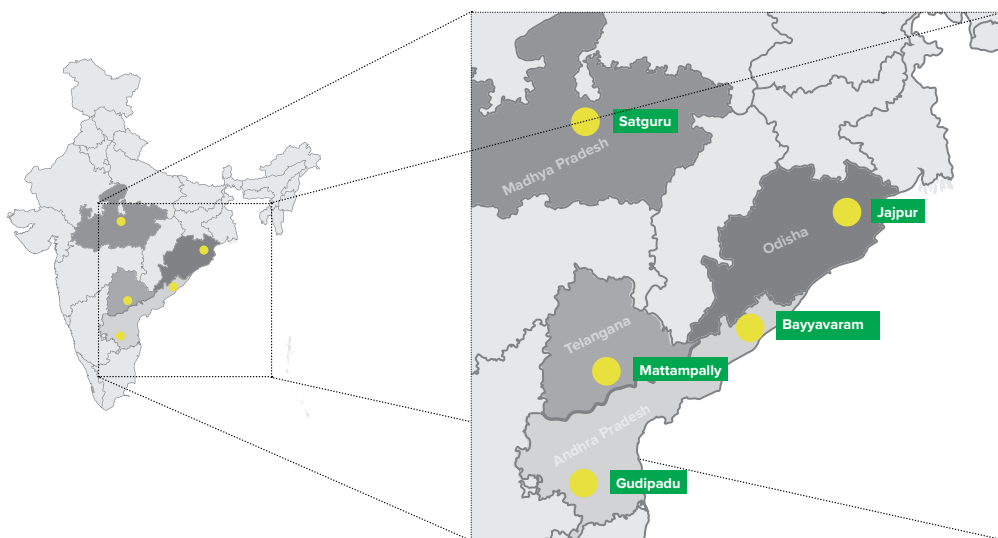 Satguru
Madhya Pradesh
Jajpur
Odisha
Bayyavaram
Telangana
Mattampally
Andhra Pradesh
Gudipadu